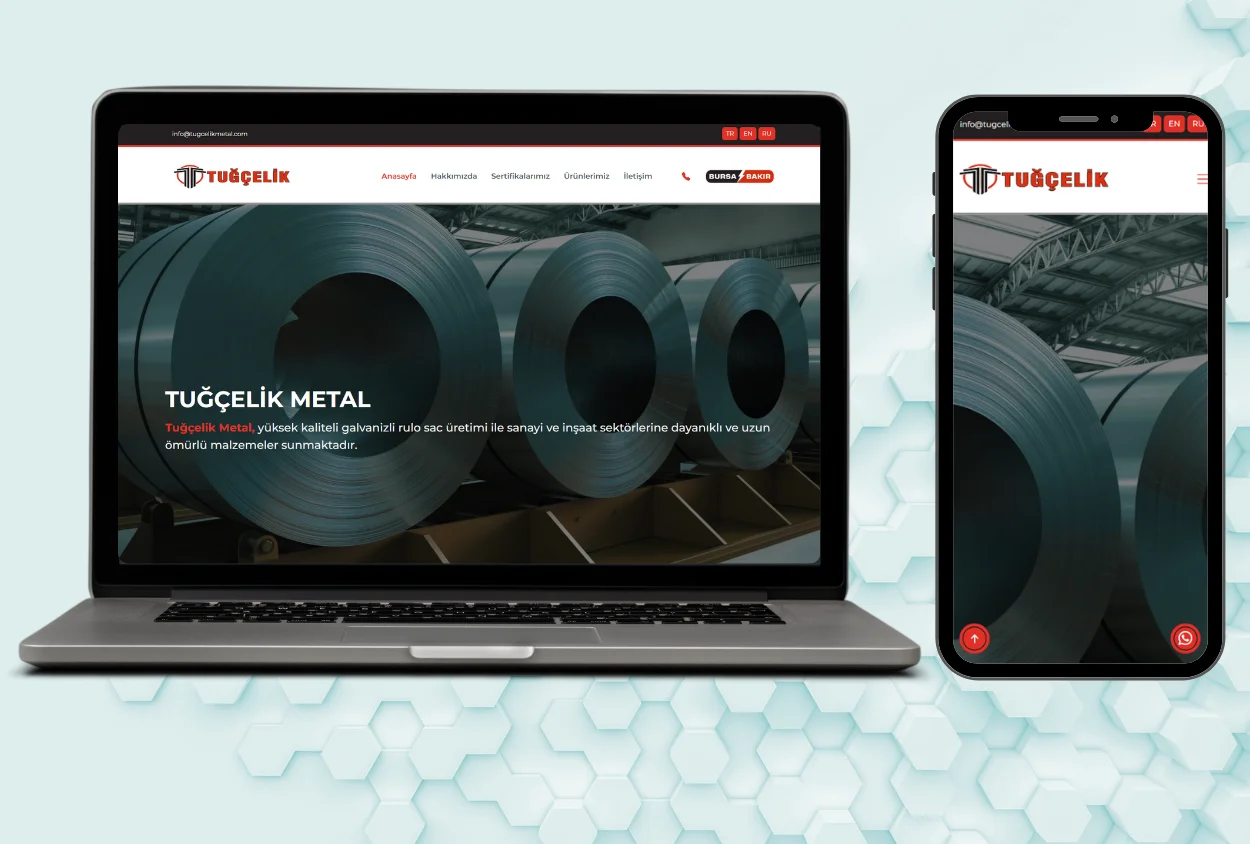 info@tugcelikmetal.com
TR EN RU
TUĞÇELİK
Anasayfa Hakkımızda Sertifikalarımız Ürünlerimiz İletişim
BURSA BAKIR
TUĞÇELİK METAL
Tuğçelik Metal, yüksek kaliteli galvanizli rulo sac üretimi ile sanayi ve inşaat sektörlerine dayanıklı ve uzun
ömürlü malzemeler sunmaktadır.
info@tugceli
R EN RU
TUĞÇELİK